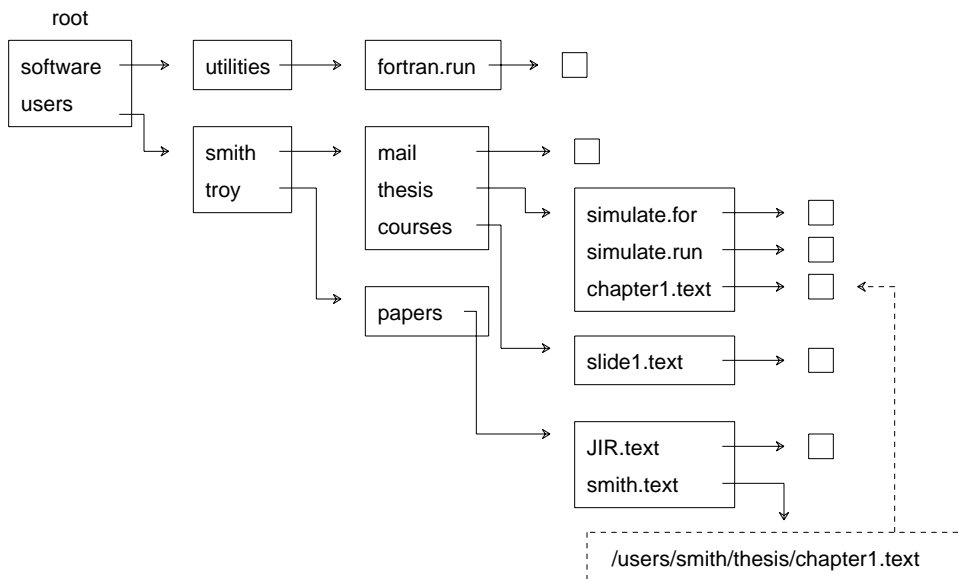 root
software
users
utilities
fortran.run
smith
troy
mail
thesis
courses
papers
simulate.for
simulate.run
chapter1.text
slide1.text
JIR.text
smith.text
/users/smith/thesis/chapter1.text